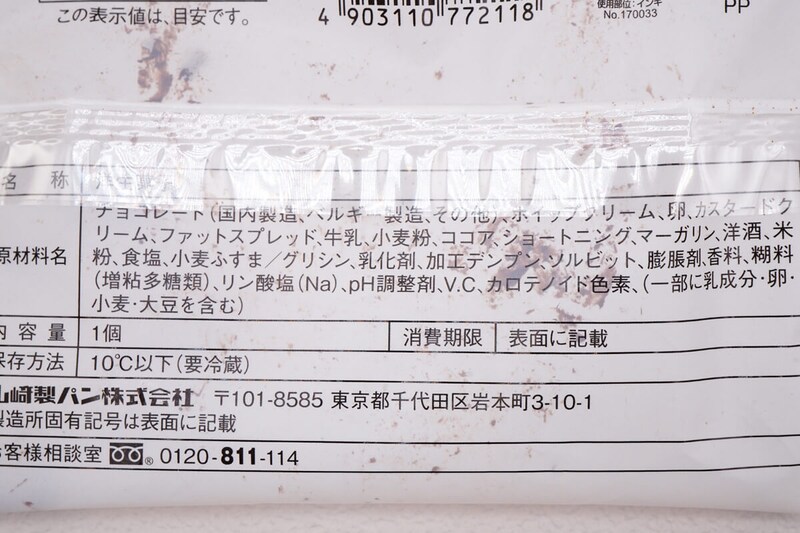 この表示値は、目安です。
4 903110 772118
使用部位:インキ
No.170033
PP
名 称 洋生菓子
チョコレート(国内製造、ベルギー製造、その他)、ホイップクリーム、卵、カスタードク
原材料名 リーム、ファットスプレッド、牛乳、小麦粉、ココア、ショートニング、マーガリン、洋酒、米
粉、食塩、小麦ふすま/グリシン、乳化剤、加工デンプン、ソルビット、膨脹剤、香料、糊料
(増粘多糖類)、リン酸塩(Na)、pH調整剤、V.C、カロテノイド色素、(一部に乳成分・卵・
小麦・大豆を含む)
内容量 1個 消費期限 表面に記載
保存方法 10℃以下(要冷蔵)
山崎製パン株式会社 〒101-8585 東京都千代田区岩本町3-10-1
製造所固有記号は表面に記載
お客様相談室 ® 0120-811-114